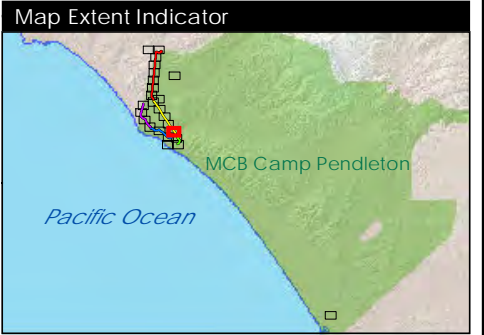 Map Extent Indicator
MCB Camp Pendleton
Pacific Ocean